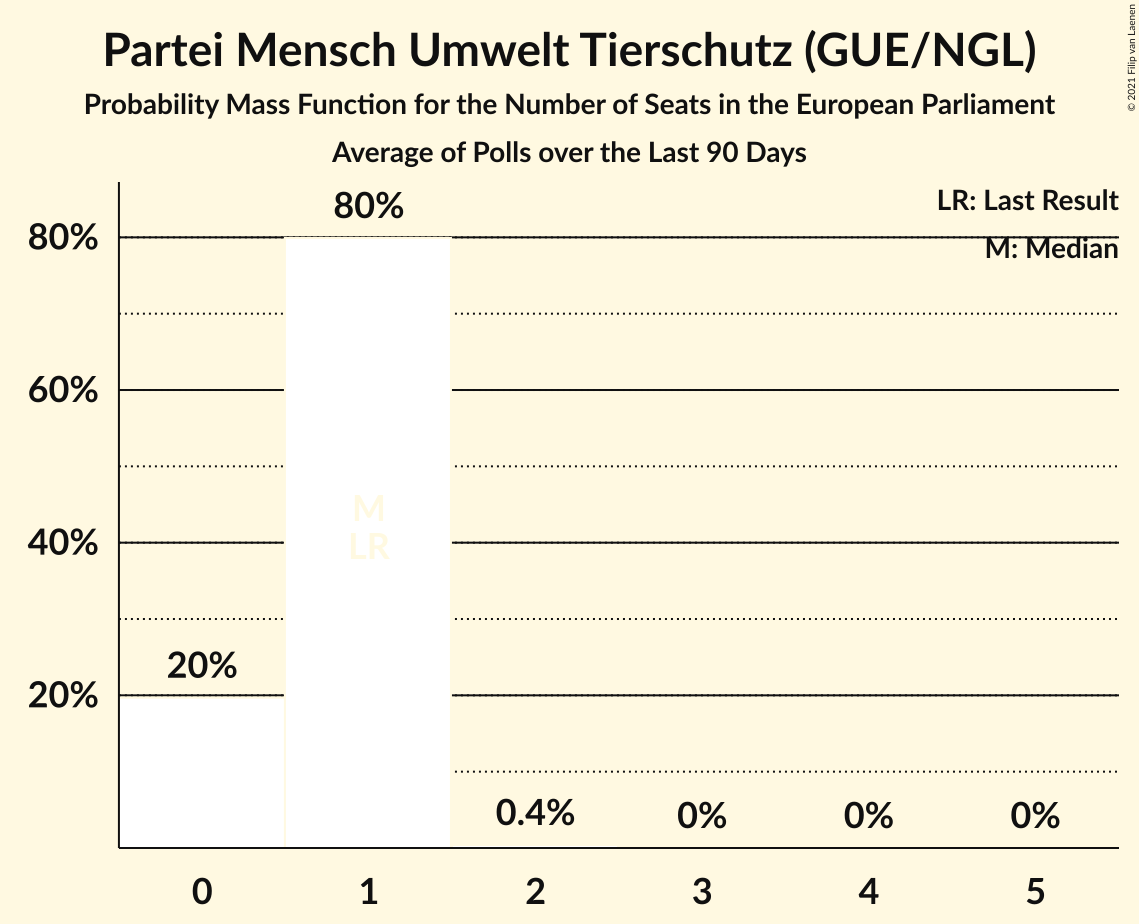 Partei Mensch Umwelt Tierschutz (GUE/NGL)
Probability Mass Function for the Number of Seats in the European Parliament
Average of Polls over the Last 90 Days
© 2021 Filip van Laenen
LR: Last Result
M: Median
80%
60%
40%
20%
20%
80%
M
LR
0.4%
0%
0%
0%
0
1
2
3
4
5